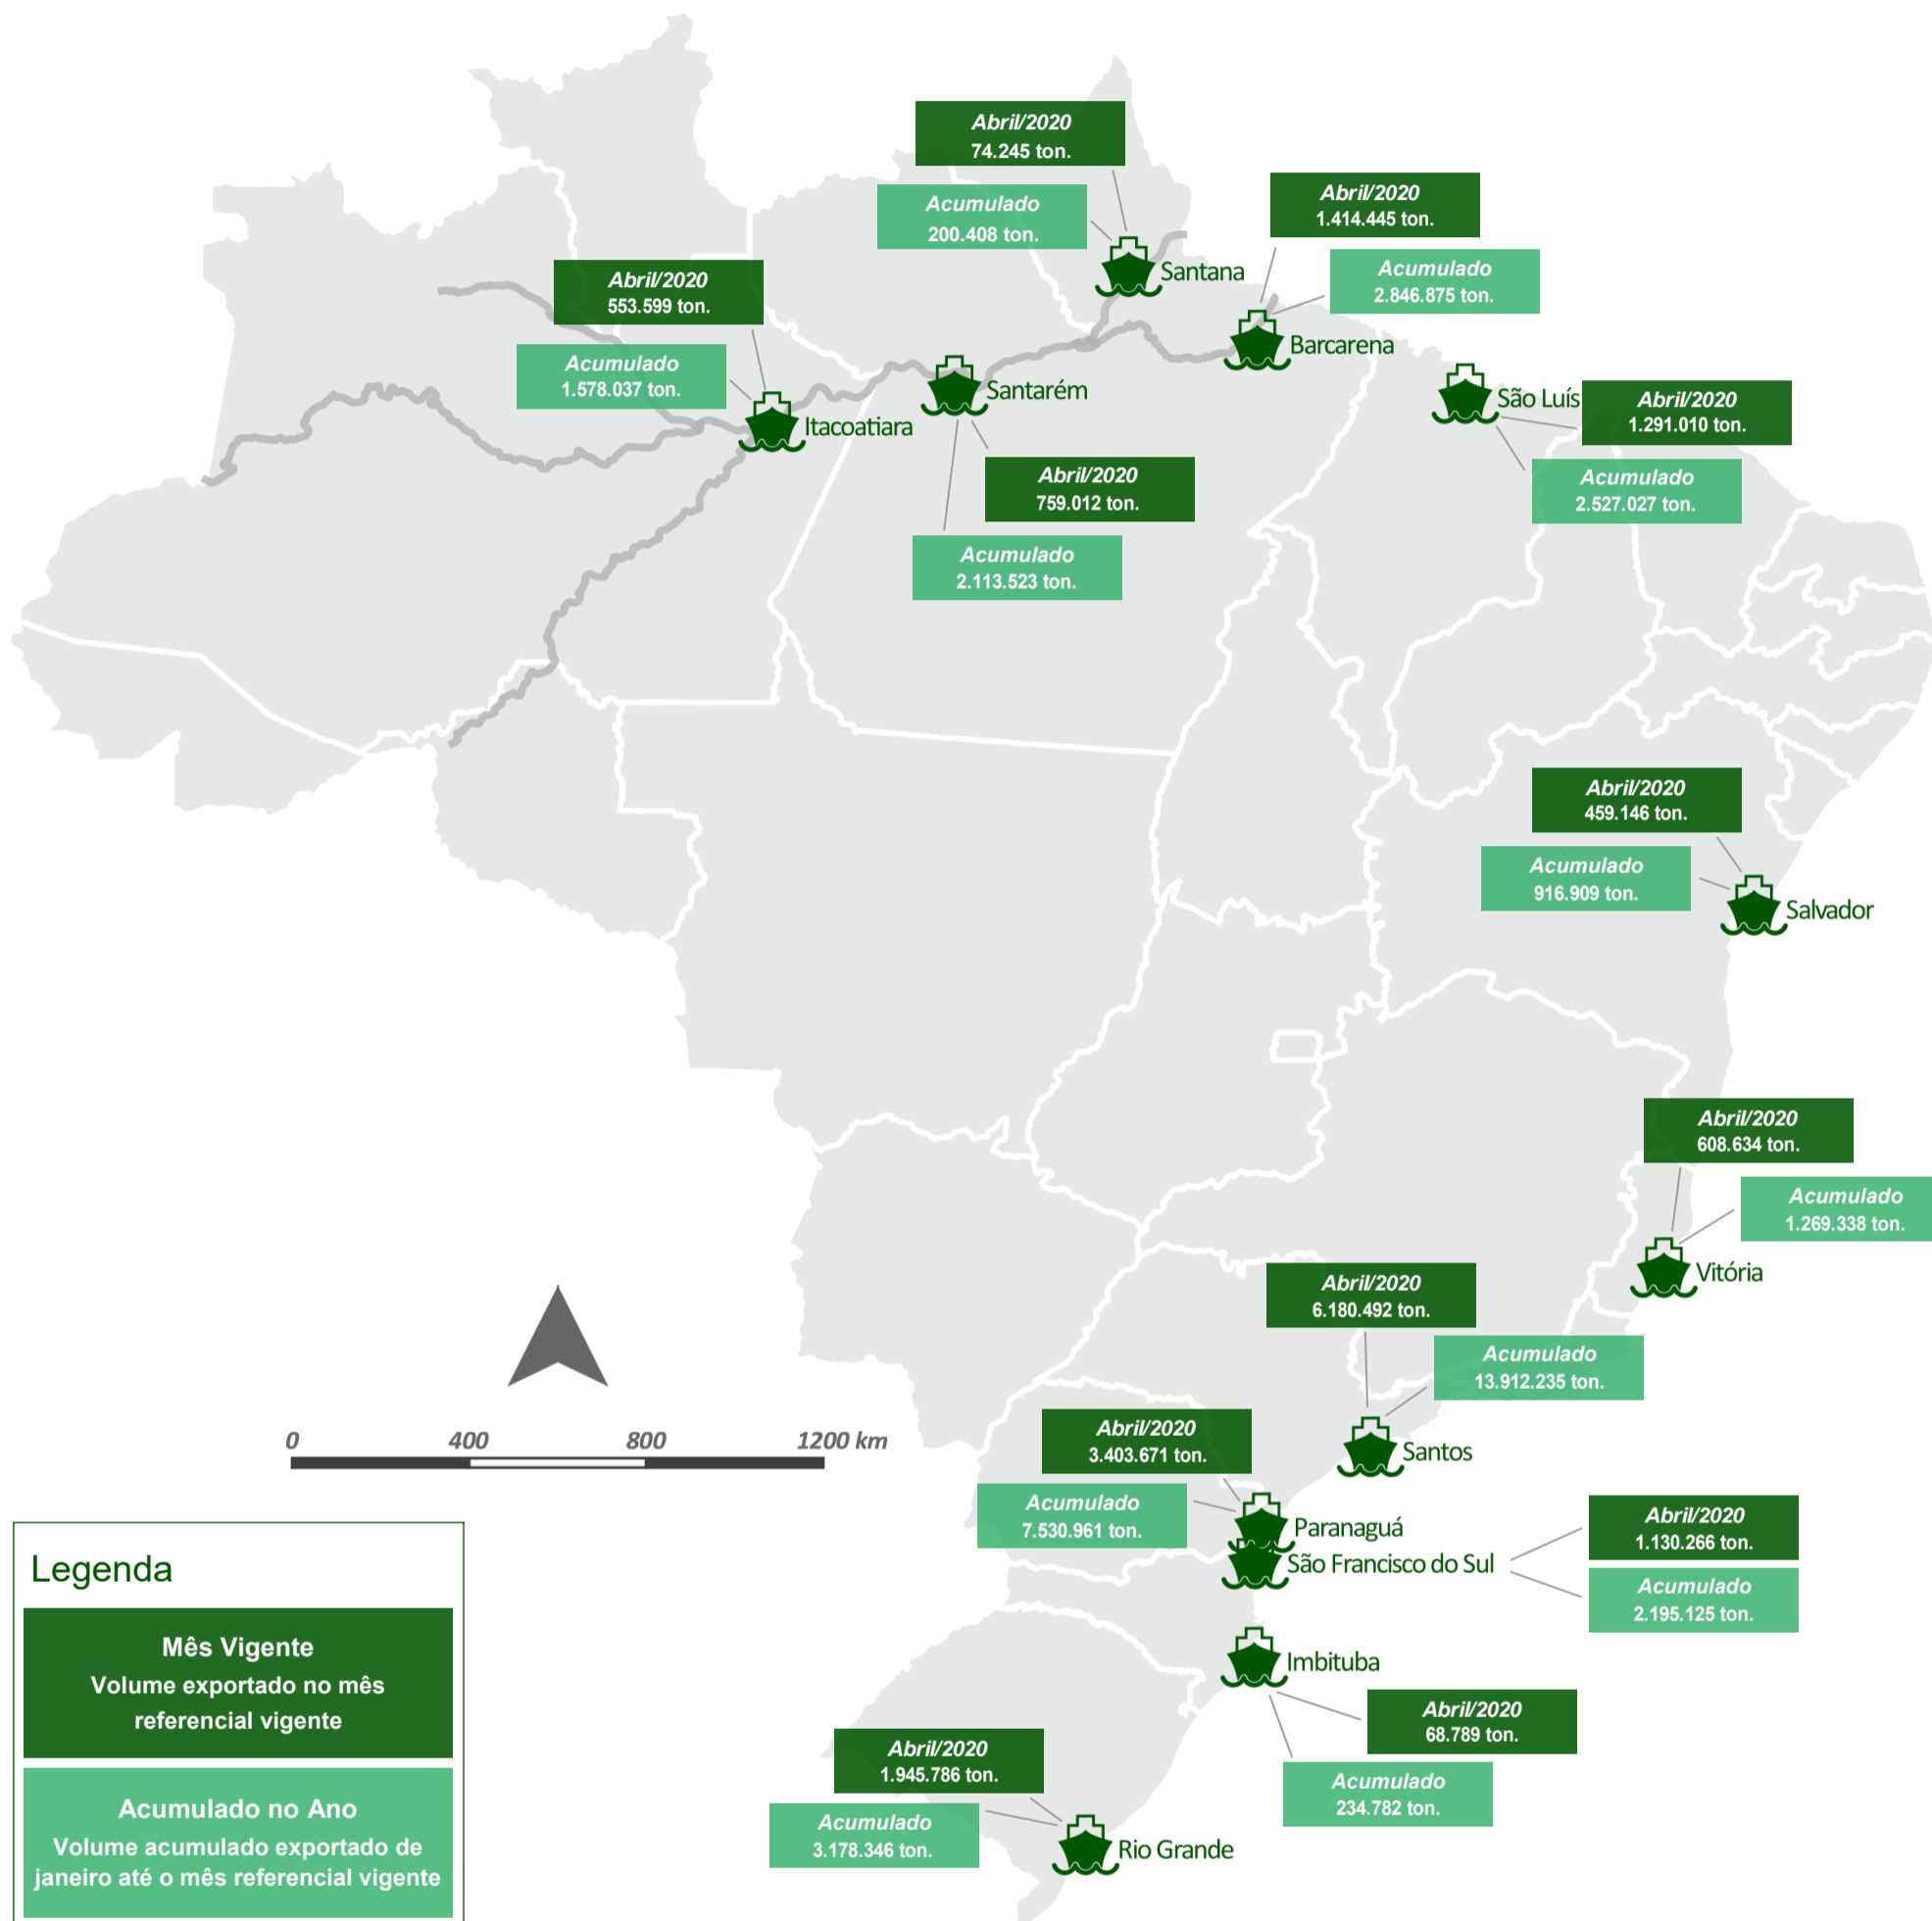 Abril/2020
74.245 ton.
Acumulado
200.408 ton.
Santana
Abril/2020
1.414.445 ton.
Acumulado
2.846.875 ton.
Barcarena
Abril/2020
553.599 ton.
Acumulado
1.578.037 ton.
Itacoatiara
Santarém
Abril/2020
759.012 ton.
Acumulado
2.113.523 ton.
São Luís
Abril/2020
1.291.010 ton.
Acumulado
2.527.027 ton.
Abril/2020
459.146 ton.
Acumulado
916.909 ton.
Salvador
Abril/2020
608.634 ton.
Acumulado
1.269.338 ton.
Vitória
Abril/2020
6.180.492 ton.
Acumulado
13.912.235 ton.
Santos
Abril/2020
3.403.671 ton.
Acumulado
7.530.961 ton.
Paranaguá
São Francisco do Sul
Abril/2020
1.130.266 ton.
Acumulado
2.195.125 ton.
Imbituba
Abril/2020
68.789 ton.
Acumulado
234.782 ton.
Abril/2020
1.945.786 ton.
Acumulado
3.178.346 ton.
Rio Grande
0 400 800 1200 km
Legenda
Mês Vigente
Volume exportado no mês
referencial vigente
Acumulado no Ano
Volume acumulado exportado de
janeiro até o mês referencial vigente